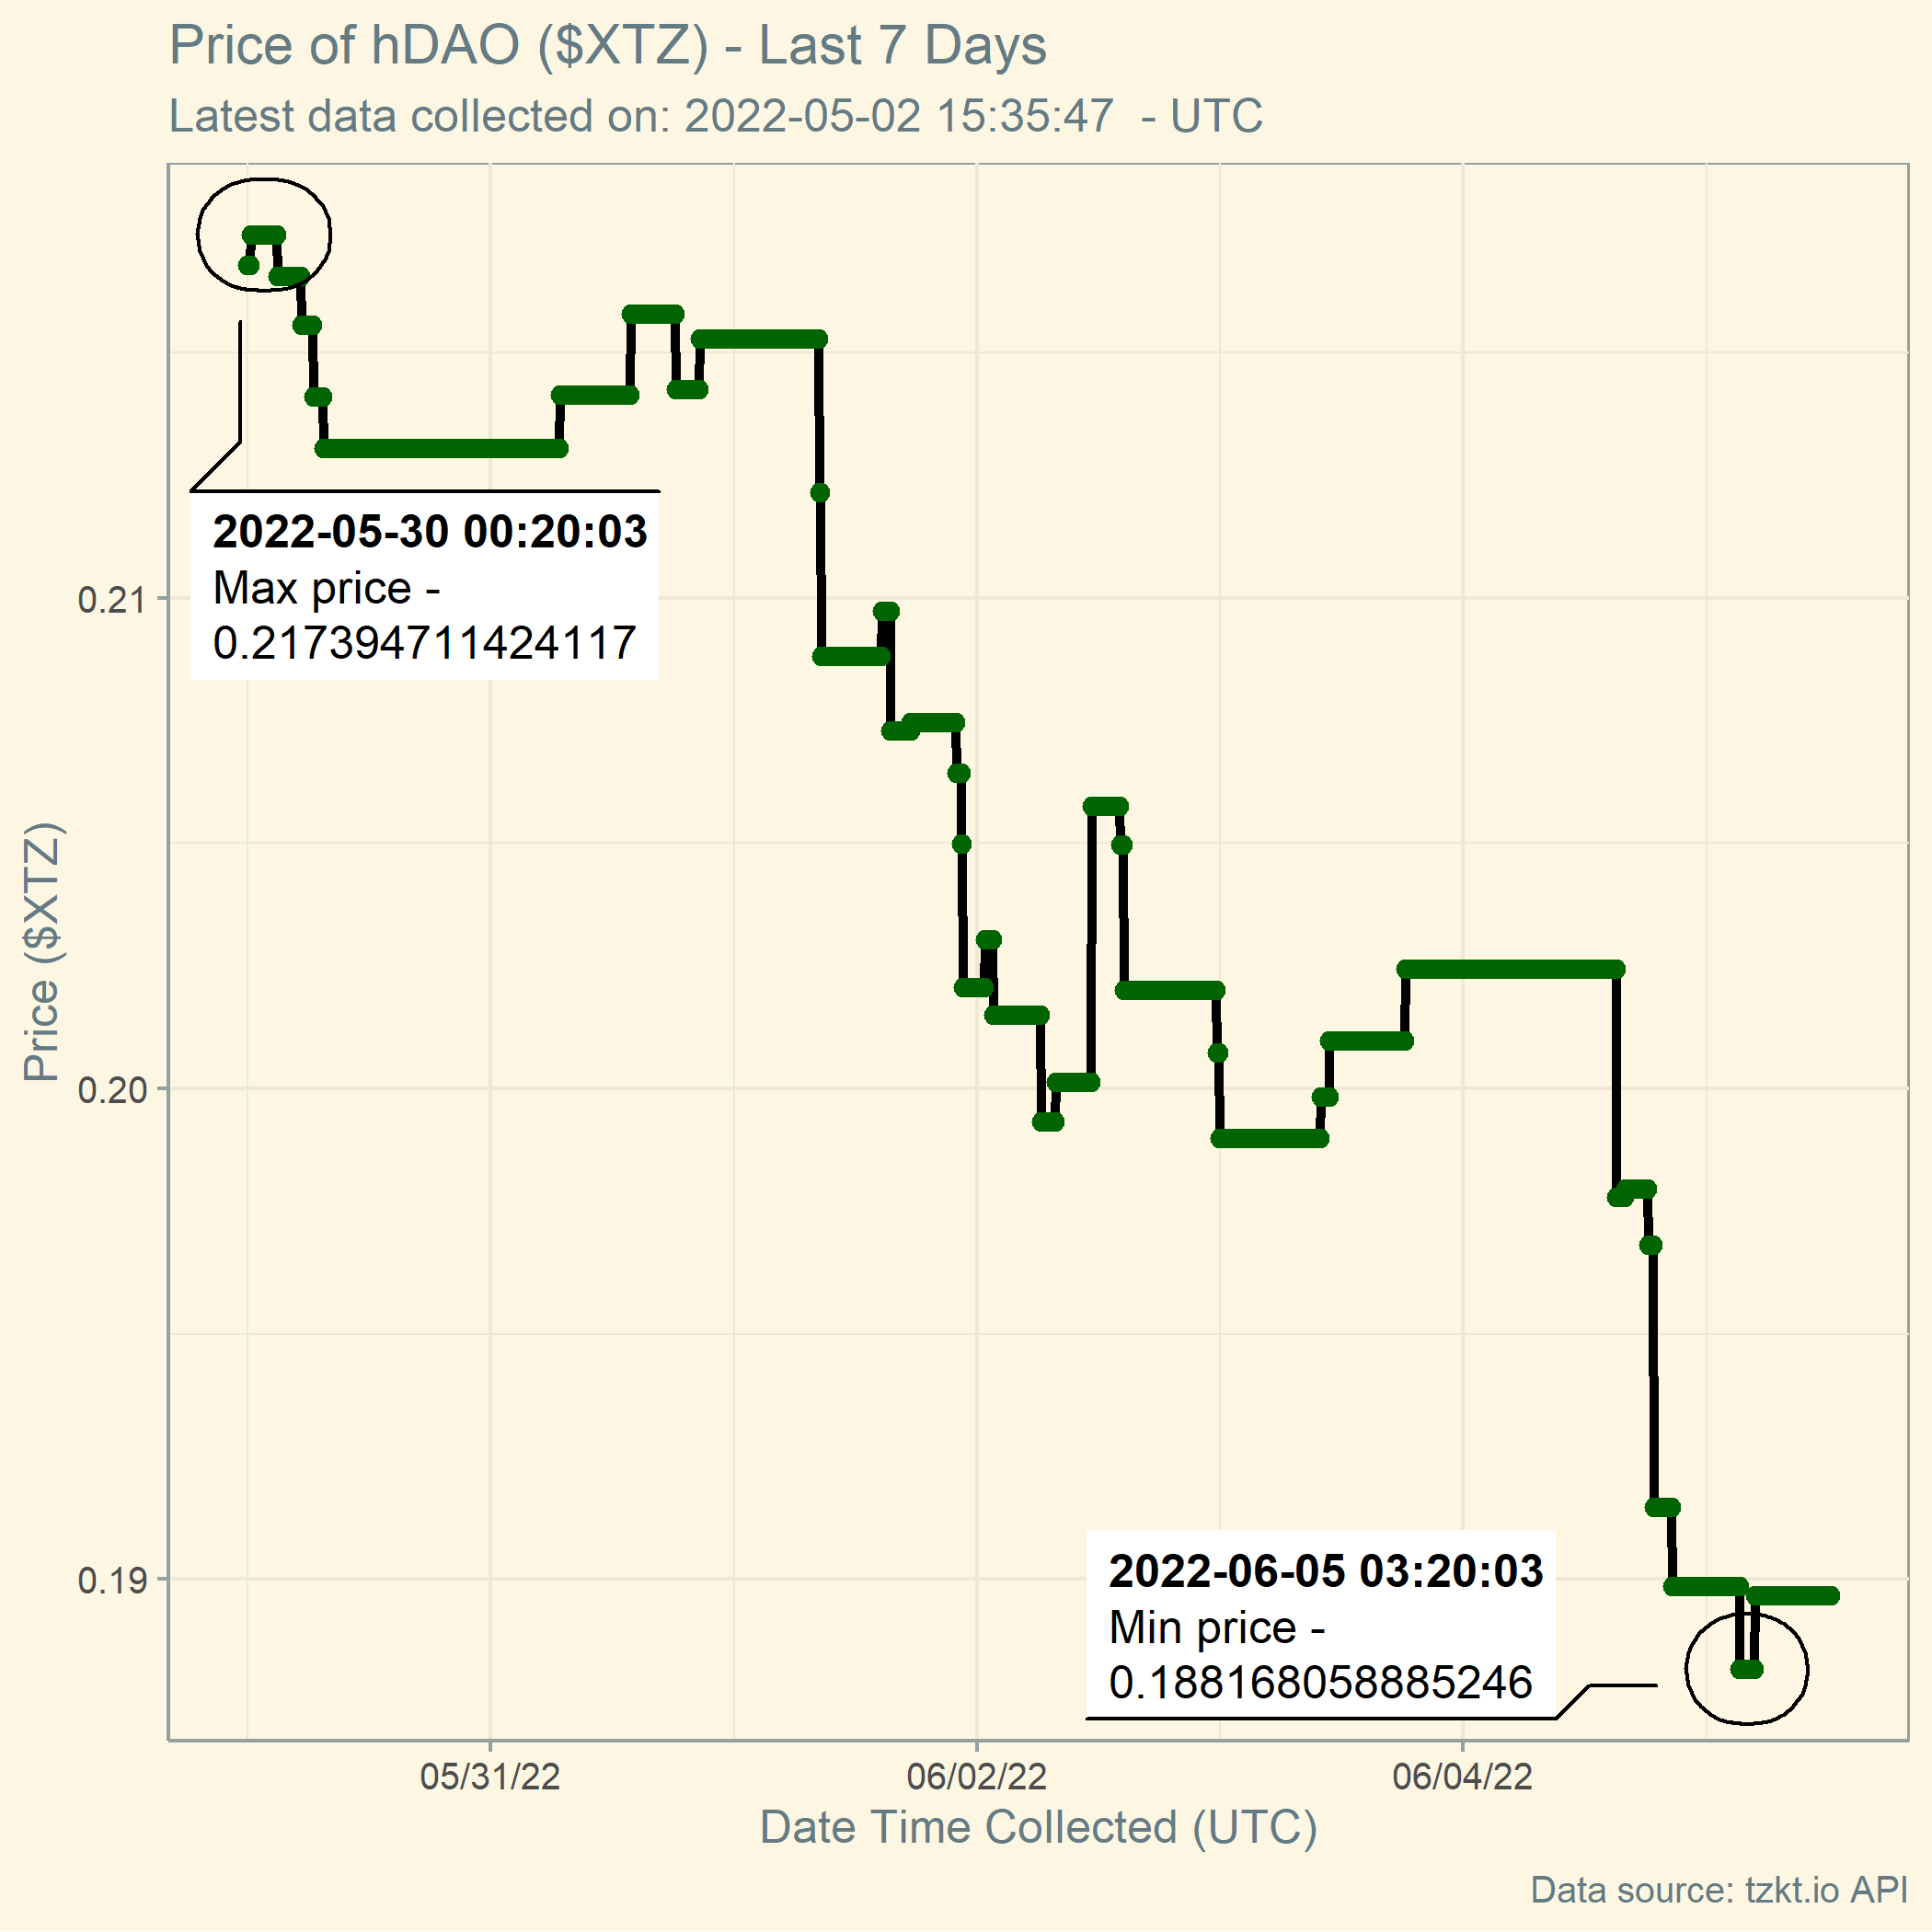 Price of hDAO ($XTZ) - Last 7 Days
Latest data collected on: 2022-05-02 15:35:47  - UTC
2022-05-30 00:20:03
Max price -
0.217394711424117
0.21
0.20
0.19
Price ($XTZ)
2022-06-05 03:20:03
Min price -
0.188168058885246
05/31/22
06/02/22
06/04/22
Date Time Collected (UTC)
Data source: tzkt.io API